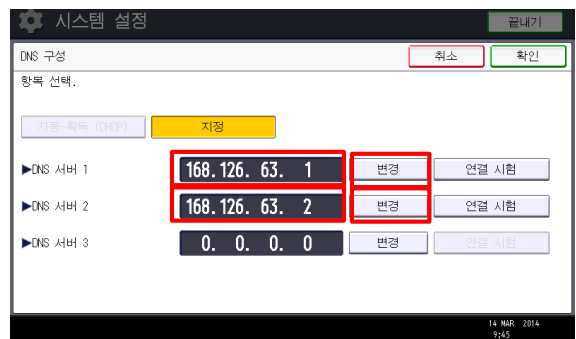 시스템 설정 끝내기
DNS 구성 취소 확인
항목 선택.
자동-획득 (DHCP) 지정
▶DNS 서버 1 168.126. 63. 1 변경 연결 시험
▶DNS 서버 2 168.126. 63. 2 변경 연결 시험
▶DNS 서버 3 0. 0. 0. 0 변경 연결 시험
14 MAR 2014
9:45